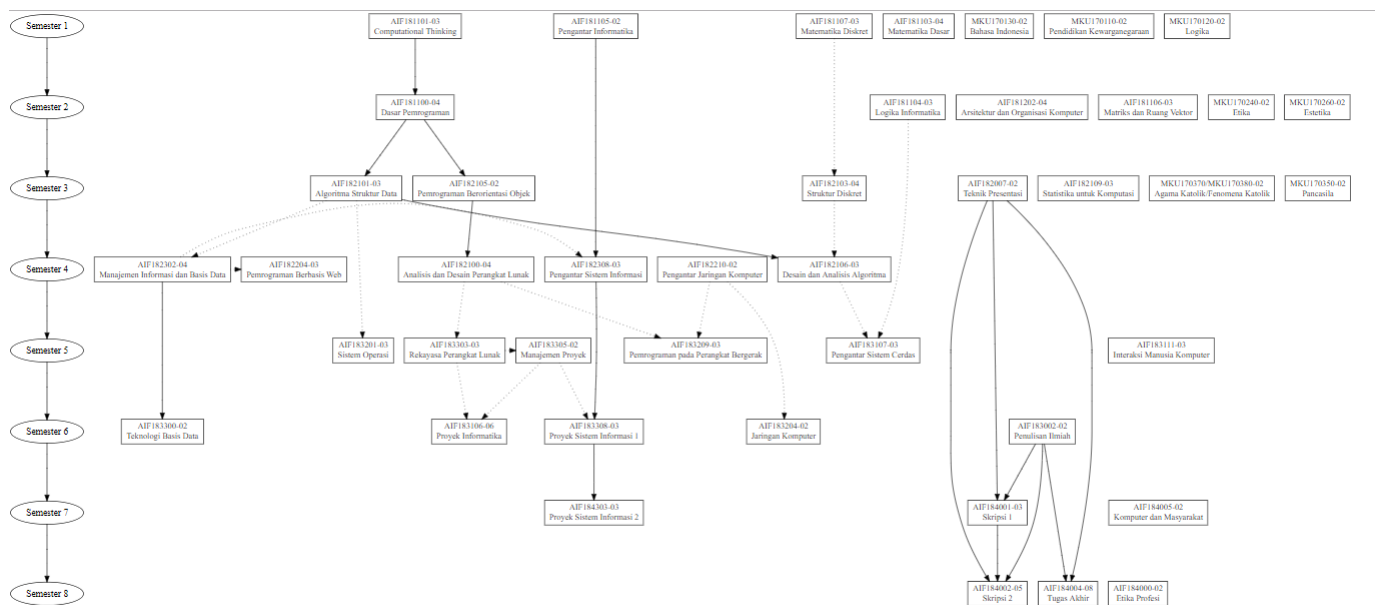 Semester 1
AIF181101-03
Computational Thinking
AIF181105-02
Pengantar Informatika
AIF181107-03
Matematika Diskret
AIF181103-04
Matematika Dasar
MKU170130-02
Bahasa Indonesia
MKU170110-02
Pendidikan Kewarganegaraan
MKU170120-02
Logika
Semester 2
AIF181100-04
Dasar Pemrograman
AIF181104-03
Logika Informatika
AIF181202-04
Arsitektur dan Organisasi Komputer
AIF181106-03
Matriks dan Ruang Vektor
MKU170240-02
Etika
MKU170260-02
Estetika
Semester 3
AIF182101-03
Algoritma Struktur Data
AIF182105-02
Pemrograman Berorientasi Objek
AIF182103-04
Struktur Diskret
AIF182007-02
Teknik Presentasi
AIF182109-03
Statistika untuk Komputasi
MKU170370/MKU170380-02
Agama Katolik/Fenomena Katolik
MKU170350-02
Pancasila
Semester 4
AIF182302-04
Manajemen Informasi dan Basis Data
AIF182204-03
Pemrograman Berbasis Web
AIF182100-04
Analisis dan Desain Perangkat Lunak
AIF182308-03
Pengantar Sistem Informasi
AIF182210-02
Pengantar Jaringan Komputer
AIF182106-03
Desain dan Analisis Algoritma
Semester 5
AIF183201-03
Sistem Operasi
AIF183303-03
Rekayasa Perangkat Lunak
AIF183305-02
Manajemen Proyek
AIF183209-03
Pemrograman pada Perangkat Bergerak
AIF183107-03
Pengantar Sistem Cerdas
AIF183111-03
Interaksi Manusia Komputer
Semester 6
AIF183300-02
Teknologi Basis Data
AIF183106-06
Proyek Informatika
AIF183308-03
Proyek Sistem Informasi 1
AIF183204-02
Jaringan Komputer
AIF183002-02
Penulisan Ilmiah
Semester 7
AIF184303-03
Proyek Sistem Informasi 2
AIF184001-03
Skripsi 1
AIF184005-02
Komputer dan Masyarakat
Semester 8
AIF184002-05
Skripsi 2
AIF184004-08
Tugas Akhir
AIF184000-02
Etika Profesi